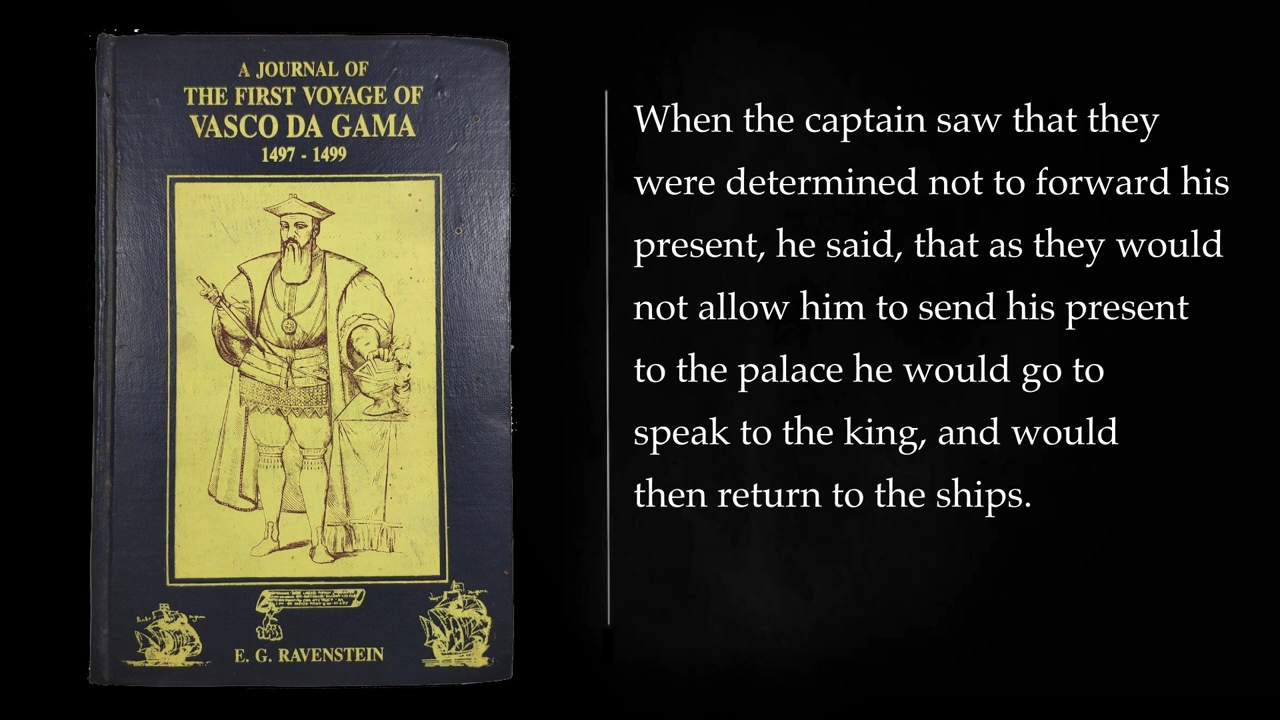 A JOURNAL OF
THE FIRST VOYAGE OF
VASCO DA GAMA
1497 - 1499
E. G. RAVENSTEIN
When the captain saw that they
were determined not to forward his
present, he said, that as they would
not allow him to send his present
to the palace he would go to
speak to the king, and would
then return to the ships.